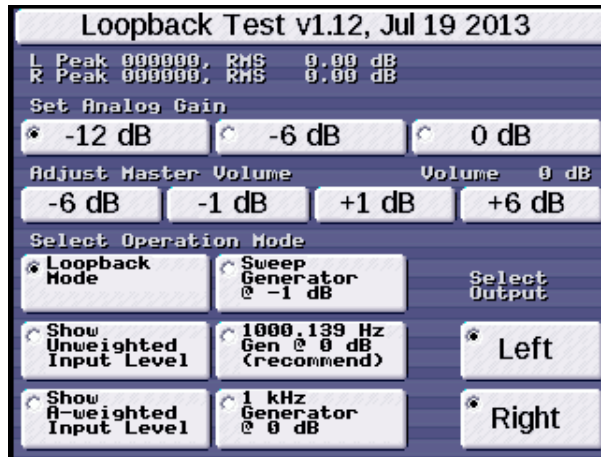 Loopback Test v1.12, Jul 19 2013
L Peak 000000, RMS 0.00 dB
R Peak 000000, RMS 0.00 dB
Set Analog Gain
-12 dB
-6 dB
0 dB
Adjust Master Volume
Volume 0 dB
-6 dB
-1 dB
+1 dB
+6 dB
Select Operation Mode
Loopback
Mode
Sweep
Generator
@ -1 dB
Select
Output
Show
Unweighted
Input Level
1000.139 Hz
Gen @ 0 dB
(recommend)
Left
Show
A-weighted
Input Level
1 kHz
Generator
@ 0 dB
Right